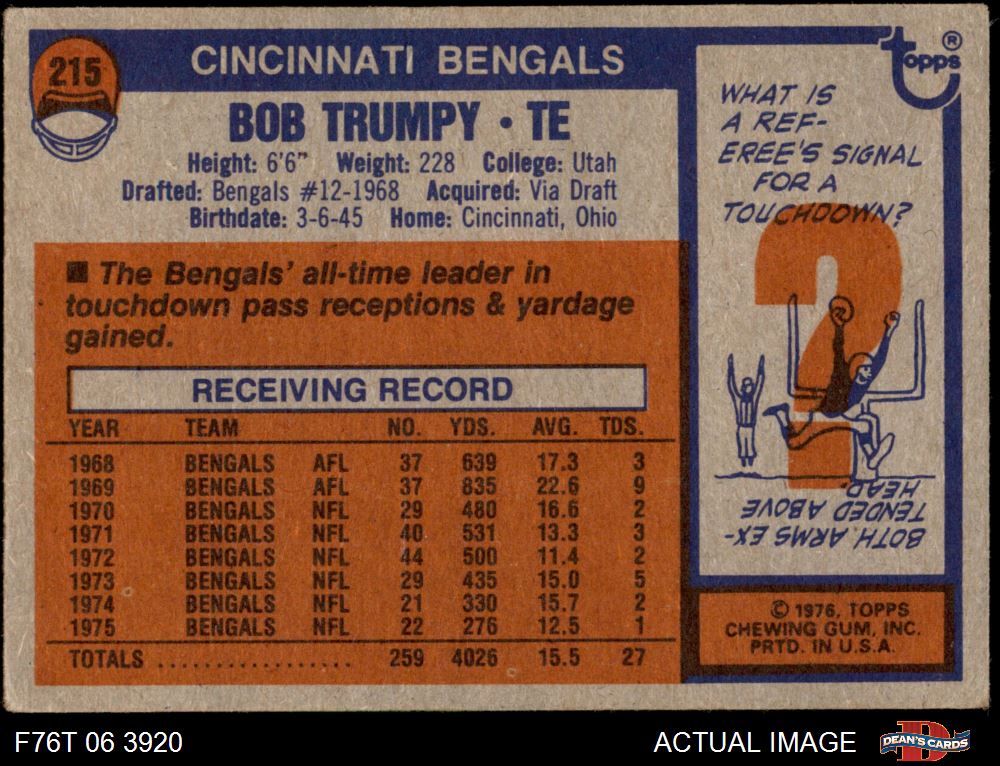 215
CINCINNATI BENGALS
BOB TRUMPY • TE
Height: 6'6" Weight: 228 College: Utah
Drafted: Bengals #12-1968 Acquired: Via Draft
Birthdate: 3-6-45 Home: Cincinnati, Ohio
■ The Bengals' all-time leader in
touchdown pass receptions & yardage
gained.
RECEIVING RECORD
YEAR TEAM NO. YDS. AVG. TDS.
1968 BENGALS AFL 37 639 17.3 3
1969 BENGALS AFL 37 835 22.6 9
1970 BENGALS NFL 29 480 16.6 2
1971 BENGALS NFL 40 531 13.3 3
1972 BENGALS NFL 44 500 11.4 2
1973 BENGALS NFL 29 435 15.0 5
1974 BENGALS NFL 21 330 15.7 2
1975 BENGALS NFL 22 276 12.5 1
TOTALS .................. 259 4026 15.5 27
topps ®
WHAT IS
A REF-
EREE'S SIGNAL
FOR A
TOUCHDOWN?
?
BOTH ARMS EX-
TENDED ABOVE
HEAD.
© 1976, TOPPS
CHEWING GUM, INC.
PRTD. IN U.S.A.
F76T 06 3920
ACTUAL IMAGE
D
DEAN'S CARDS